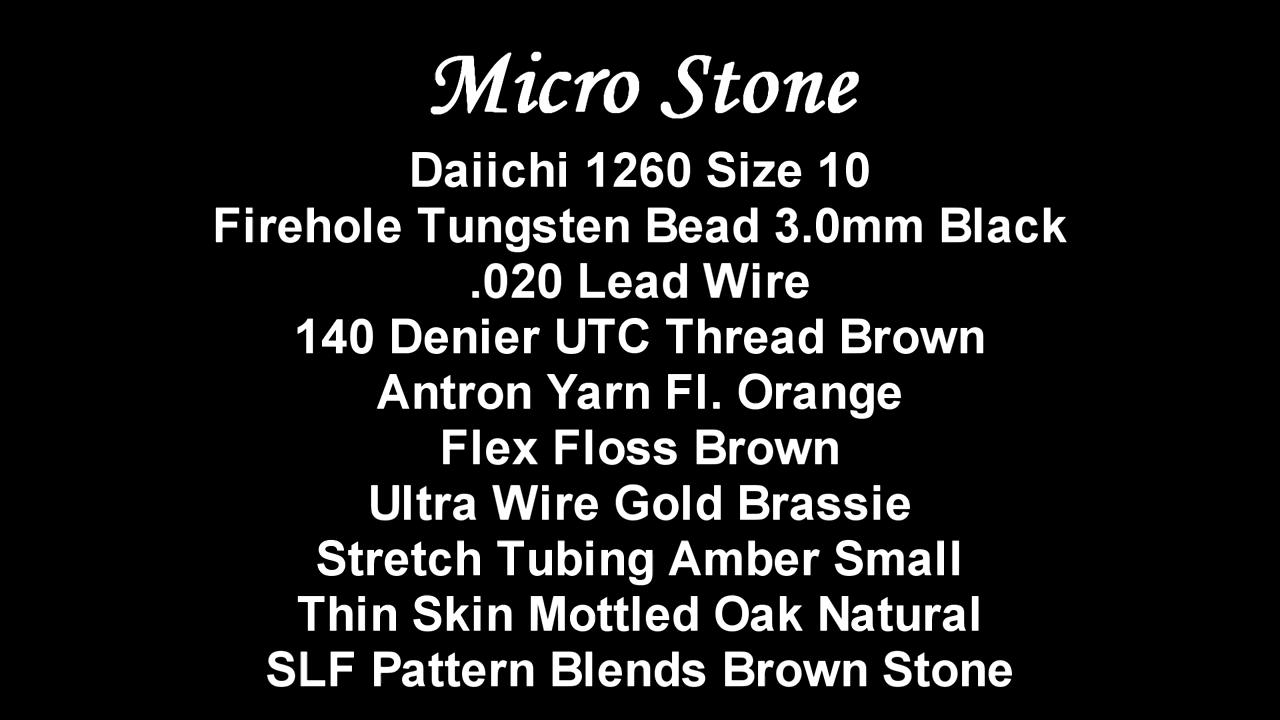 Micro Stone
Daiichi 1260 Size 10
Firehole Tungsten Bead 3.0mm Black
.020 Lead Wire
140 Denier UTC Thread Brown
Antron Yarn Fl. Orange
Flex Floss Brown
Ultra Wire Gold Brassie
Stretch Tubing Amber Small
Thin Skin Mottled Oak Natural
SLF Pattern Blends Brown Stone